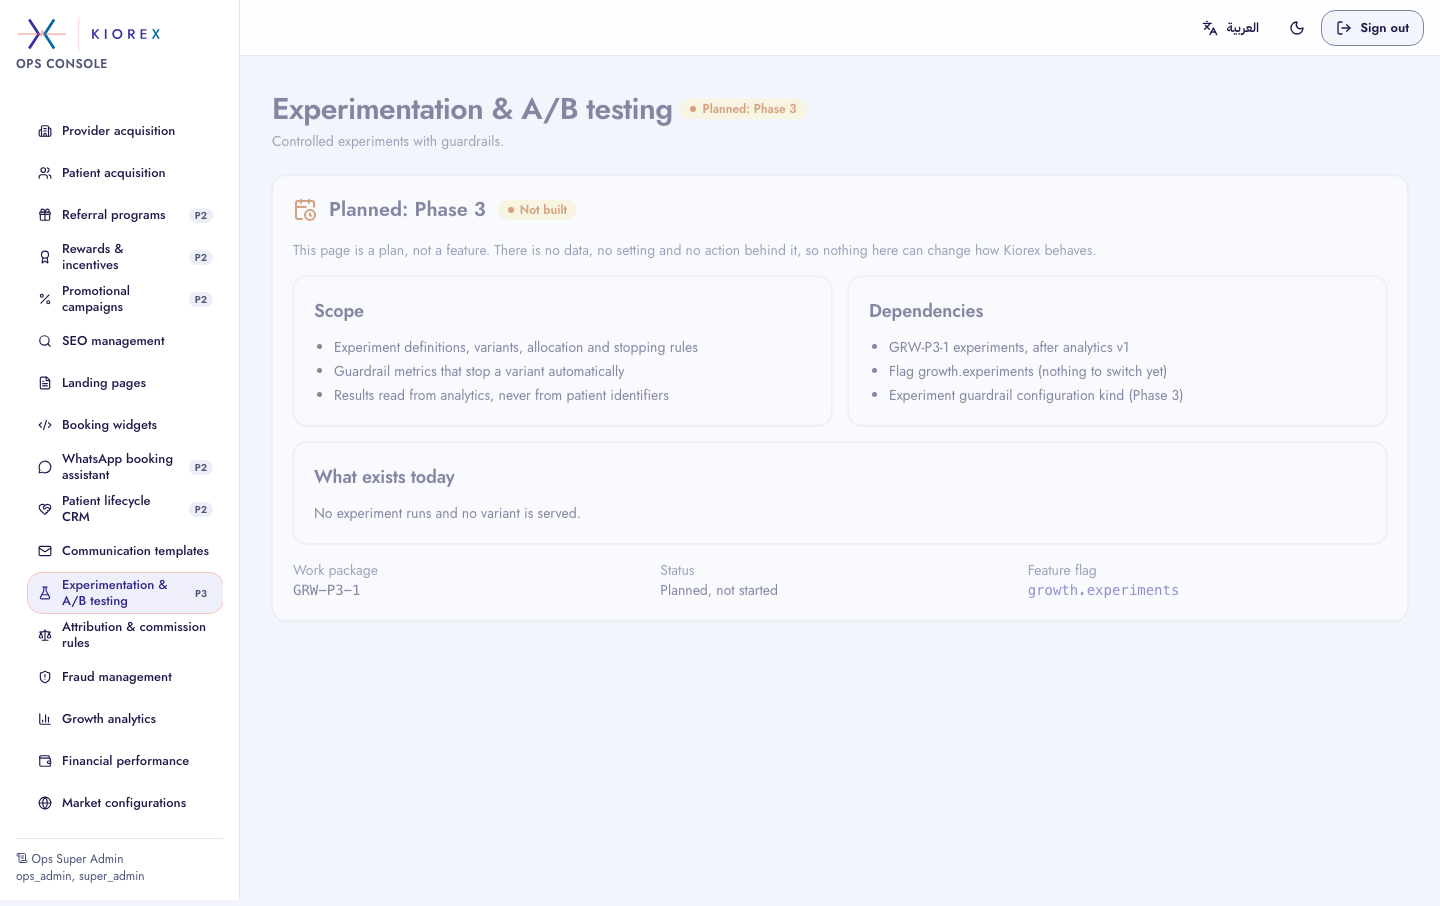 KIOREX
OPS CONSOLE
العربية
Sign out
Provider acquisition
Patient acquisition
Referral programs P2
Rewards &
incentives P2
Promotional
campaigns P2
SEO management
Landing pages
Booking widgets
WhatsApp booking
assistant P2
Patient lifecycle
CRM P2
Communication templates
Experimentation &
A/B testing P3
Attribution & commission
rules
Fraud management
Growth analytics
Financial performance
Market configurations
Ops Super Admin
ops_admin, super_admin
Experimentation & A/B testing Planned: Phase 3
Controlled experiments with guardrails.
Planned: Phase 3 Not built
This page is a plan, not a feature. There is no data, no setting and no action behind it, so nothing here can change how Kiorex behaves.
Scope
Experiment definitions, variants, allocation and stopping rules
Guardrail metrics that stop a variant automatically
Results read from analytics, never from patient identifiers
Dependencies
GRW-P3-1 experiments, after analytics v1
Flag growth.experiments (nothing to switch yet)
Experiment guardrail configuration kind (Phase 3)
What exists today
No experiment runs and no variant is served.
Work package
GRW-P3-1
Status
Planned, not started
Feature flag
growth.experiments